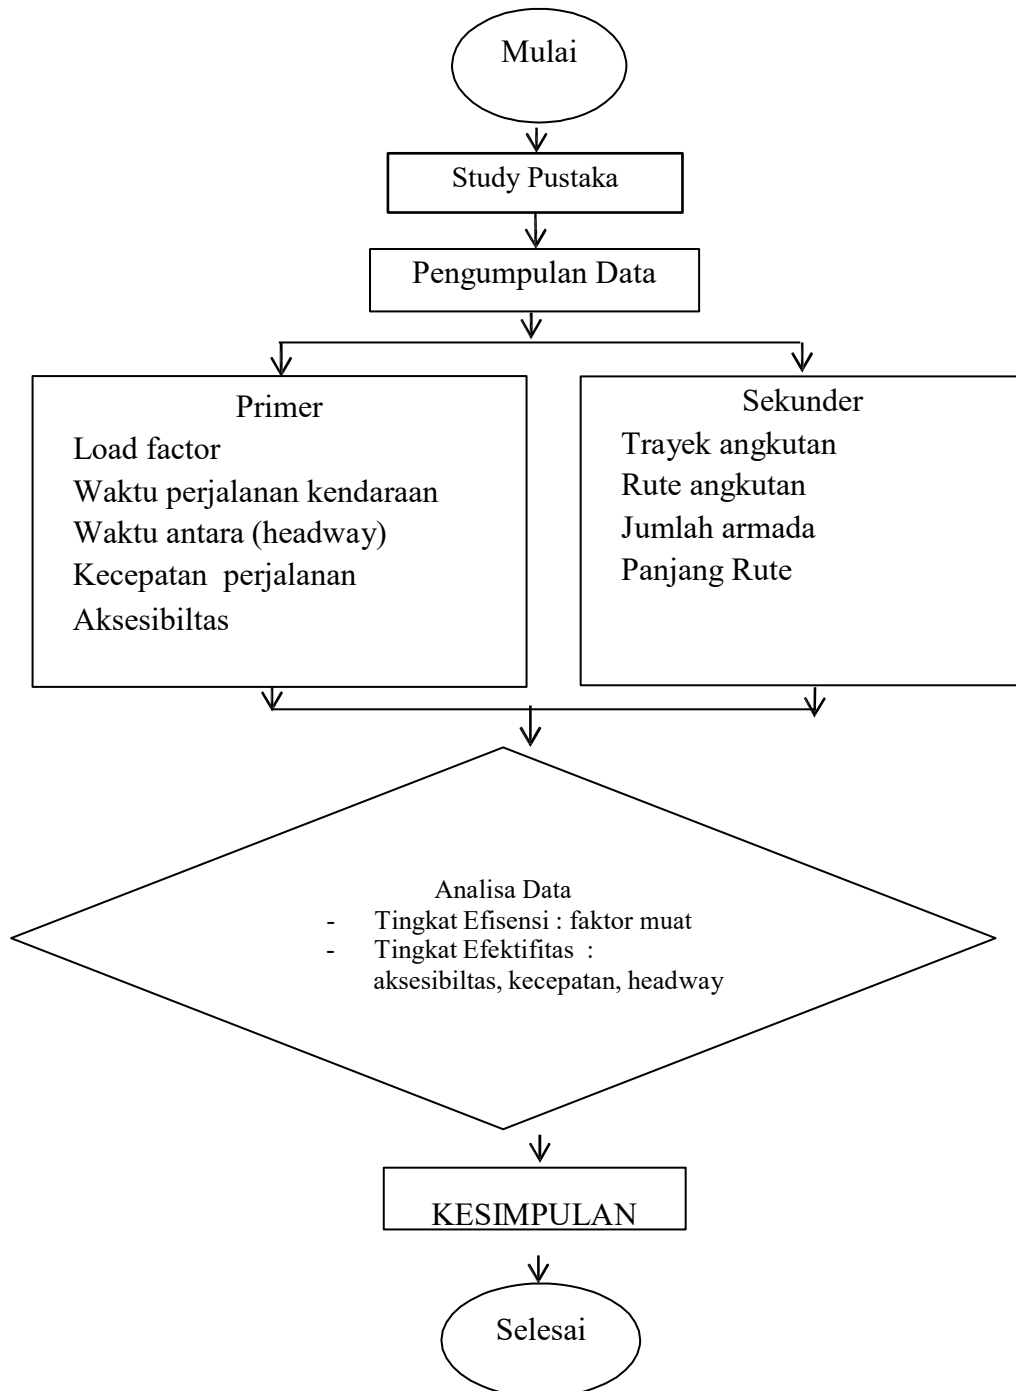 Mulai
Study Pustaka
Pengumpulan Data
Primer
Load factor
Waktu perjalanan kendaraan
Waktu antara (headway)
Kecepatan perjalanan
Aksesibiltas
Sekunder
Trayek angkutan
Rute angkutan
Jumlah armada
Panjang Rute
Analisa Data
- Tingkat Efisensi : faktor muat
- Tingkat Efektifitas :
aksesibiltas, kecepatan, headway
KESIMPULAN
Selesai